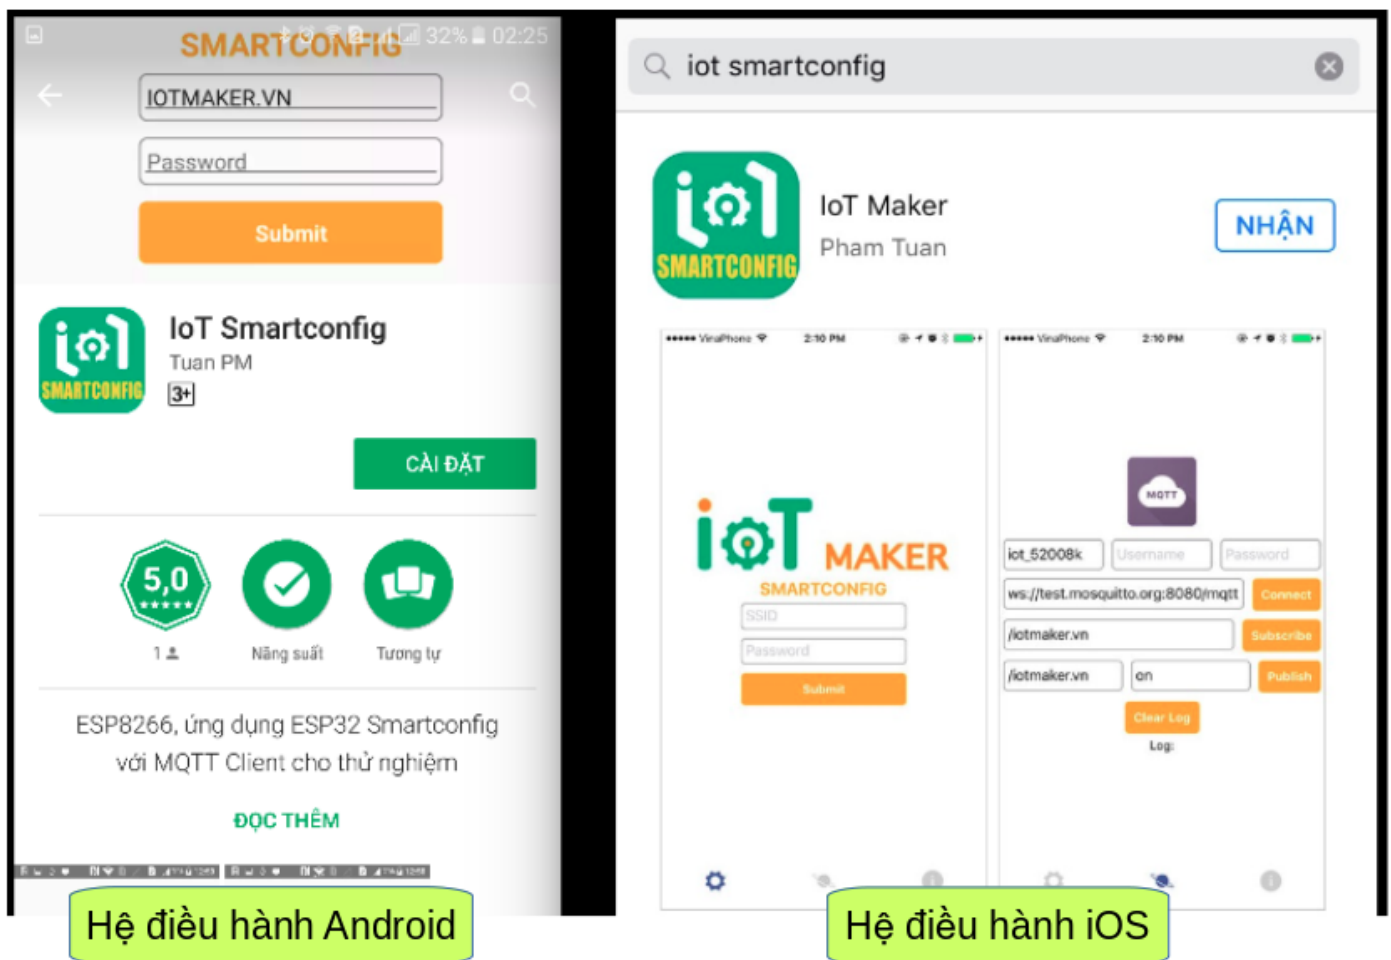 32% 02:25
SMARTCONFIG
IOTMAKER.VN
Password
Submit
SMARTCONFIG
IoT Smartconfig
Tuan PM
3+
CÀI ĐẶT
5,0
1
Năng suất
Tương tự
ESP8266, ứng dụng ESP32 Smartconfig
với MQTT Client cho thử nghiệm
ĐỌC THÊM
Hệ điều hành Android
iot smartconfig
ioT
SMARTCONFIG
IoT Maker
Pham Tuan
NHẬN
VinaPhone 2:10 PM
ioT MAKER
SMARTCONFIG
SSID
Password
Submit
VinaPhone 2:10 PM
MQTT
iot_52008k Username Password
ws://test.mosquitto.org:8080/mqtt Connect
/iotmaker.vn Subscribe
/iotmaker.vn on Publish
Clear Log
Log:
Hệ điều hành iOS